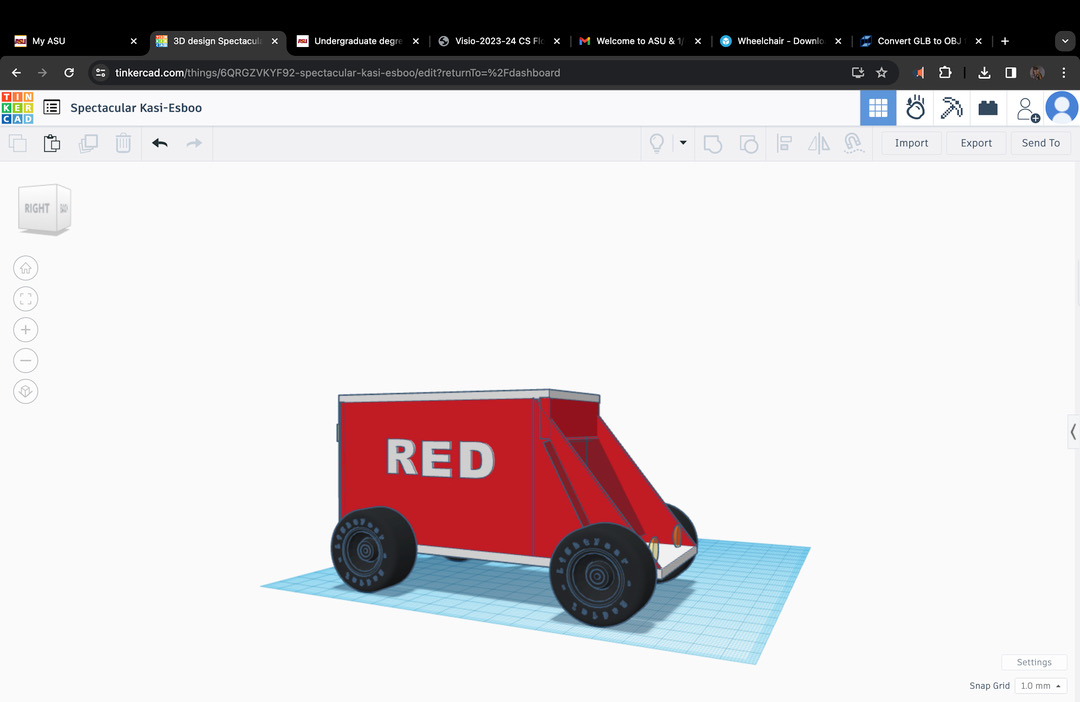 My ASU
3D design Spectacula
Undergraduate degre
Visio-2023-24 CS Flo
Welcome to ASU & 1/
Wheelchair - Downlo
Convert GLB to OBJ
tinkercad.com/things/6QRGZVKYF92-spectacular-kasi-esboo/edit?returnTo=%2Fdashboard
TIN
KER
CAD
Spectacular Kasi-Esboo
Import
Export
Send To
RIGHT
RED
Settings
Snap Grid
1.0 mm